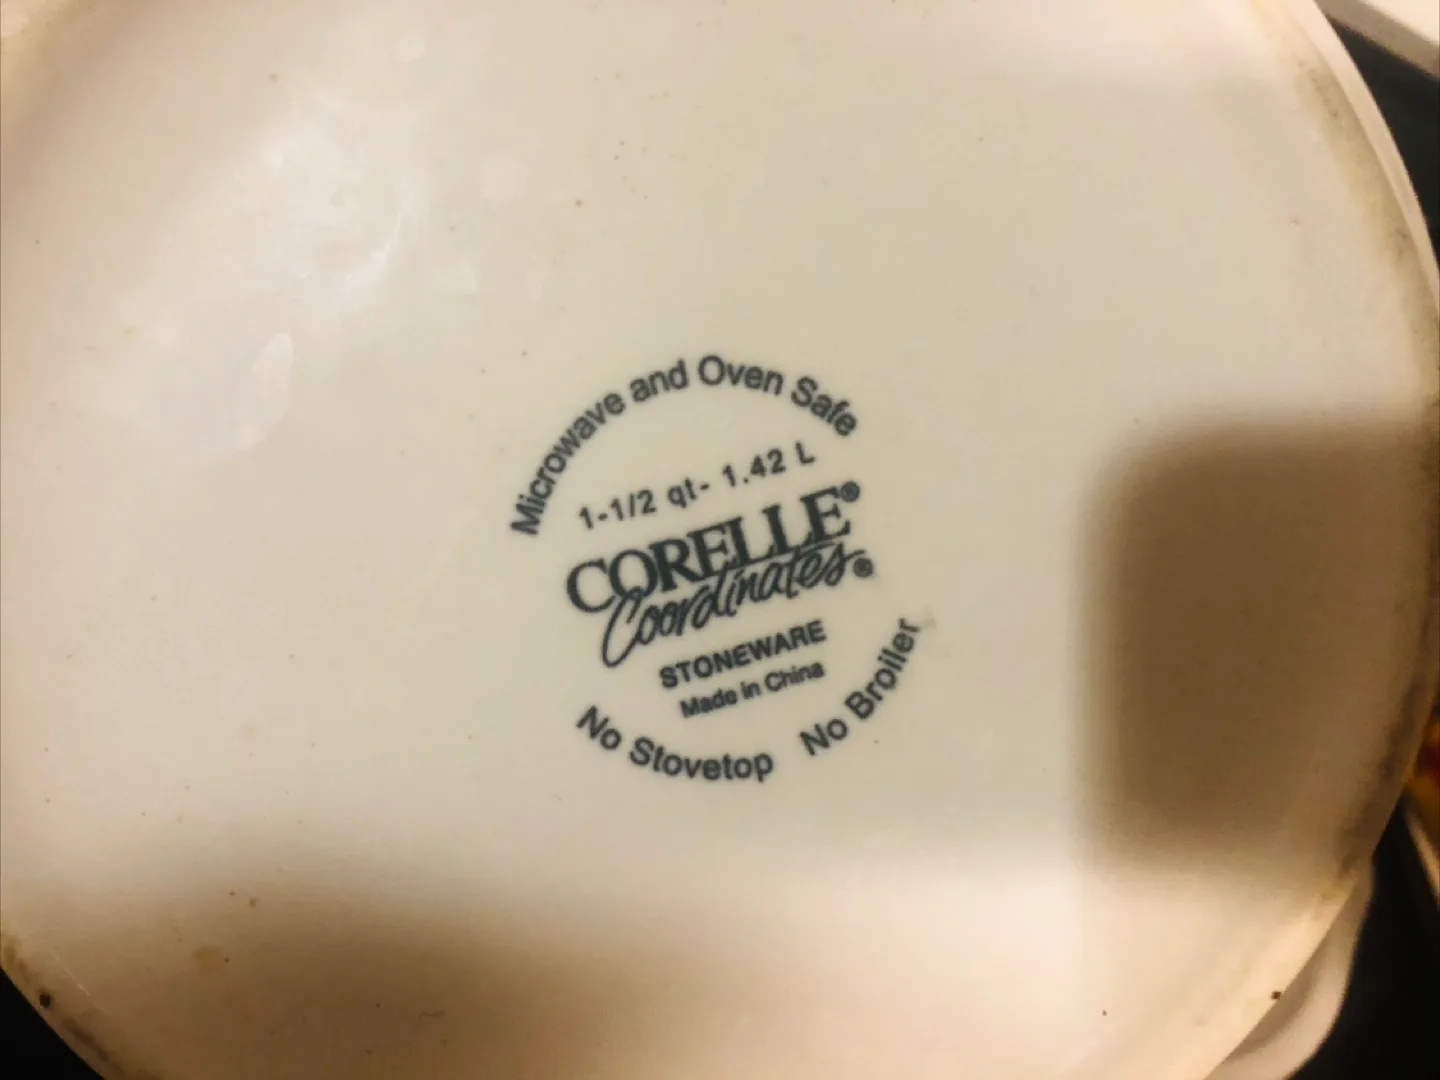 Microwave and Oven Safe
1-1/2 qt- 1.42 L
CORELLE®
Coordinates®
STONEWARE
Made in China
No Stovetop No Broiler